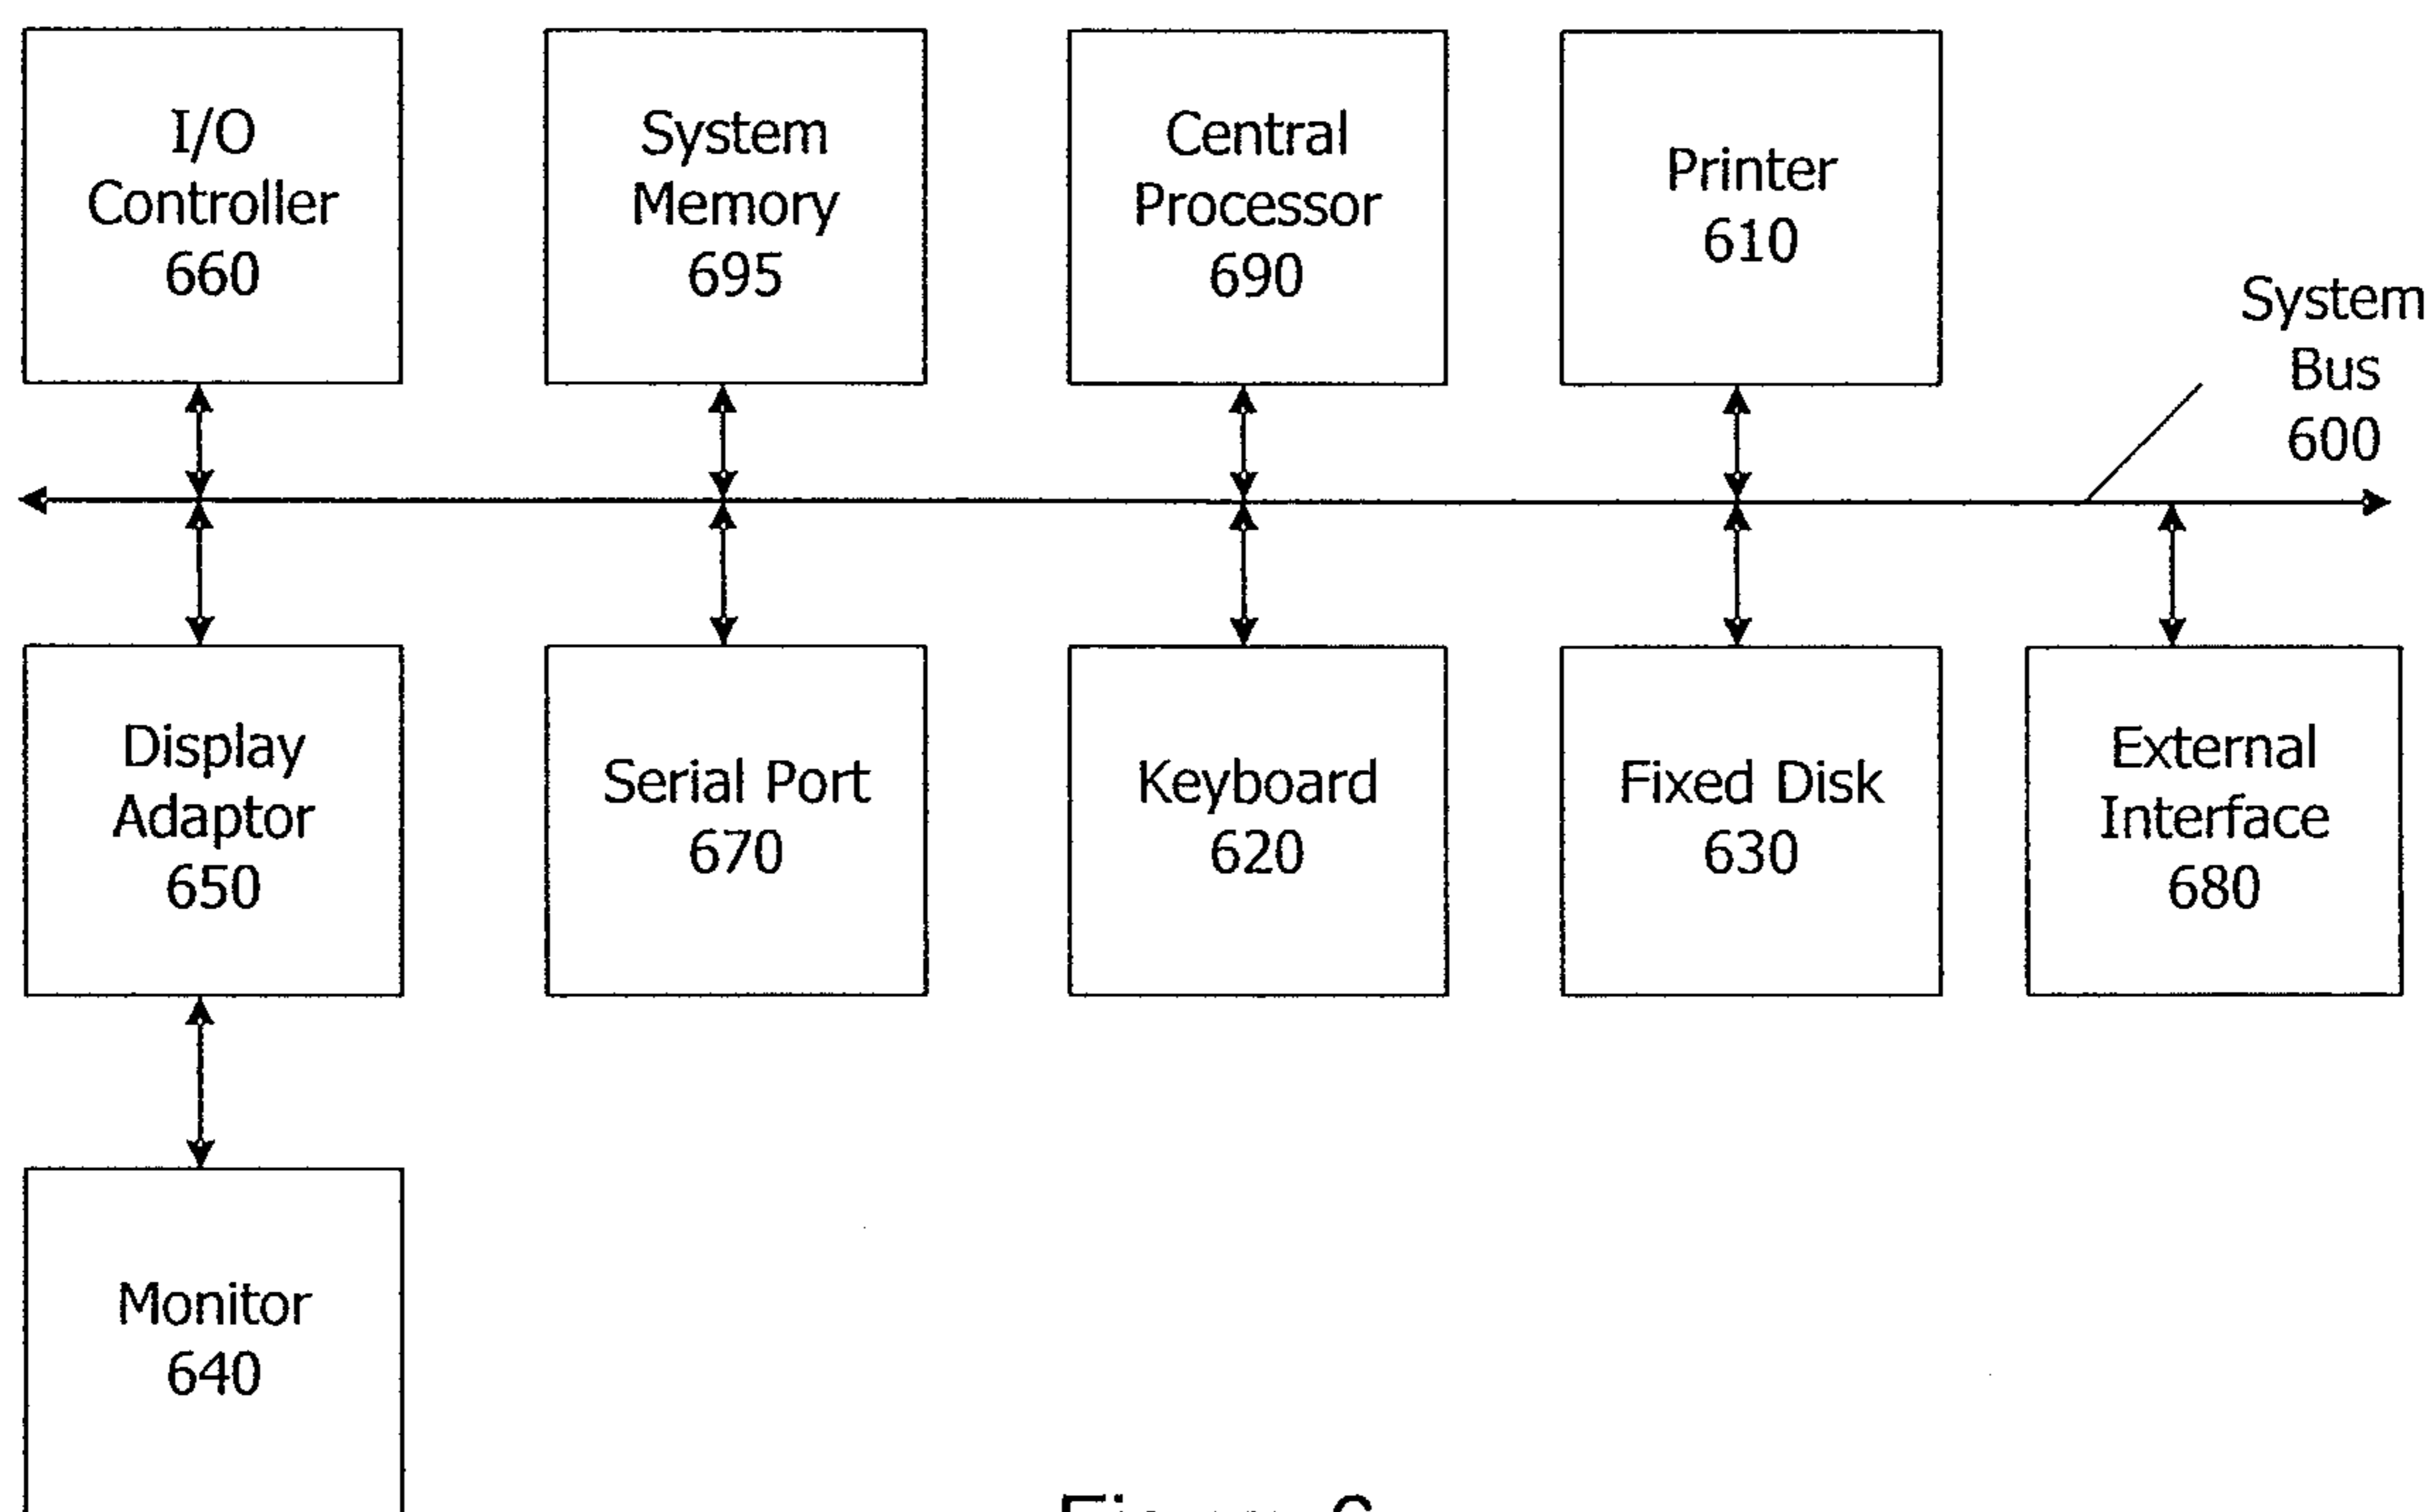 I/O
Controller
660
System
Memory
695
Central
Processor
690
Printer
610
System
Bus
600
Display
Adaptor
650
Serial Port
670
Keyboard
620
Fixed Disk
630
External
Interface
680
Monitor
640